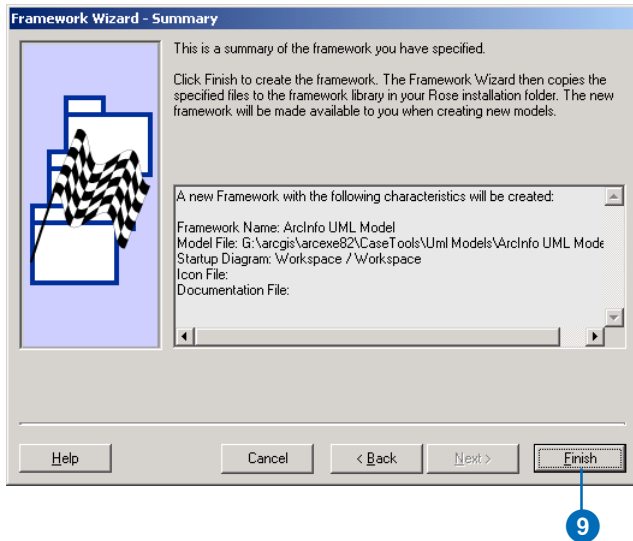 Framework Wizard - Summary
This is a summary of the framework you have specified.
Click Finish to create the framework. The Framework Wizard then copies the
specified files to the framework library in your Rose installation folder. The new
framework will be made available to you when creating new models.
A new Framework with the following characteristics will be created:
Framework Name: ArcInfo UML Model
Model File: G:\arcgis\arcexe82\CaseTools\Uml Models\ArcInfo UML Mode
Startup Diagram: Workspace / Workspace
Icon File:
Documentation File:
Help
Cancel
< Back
Next >
Finish
9